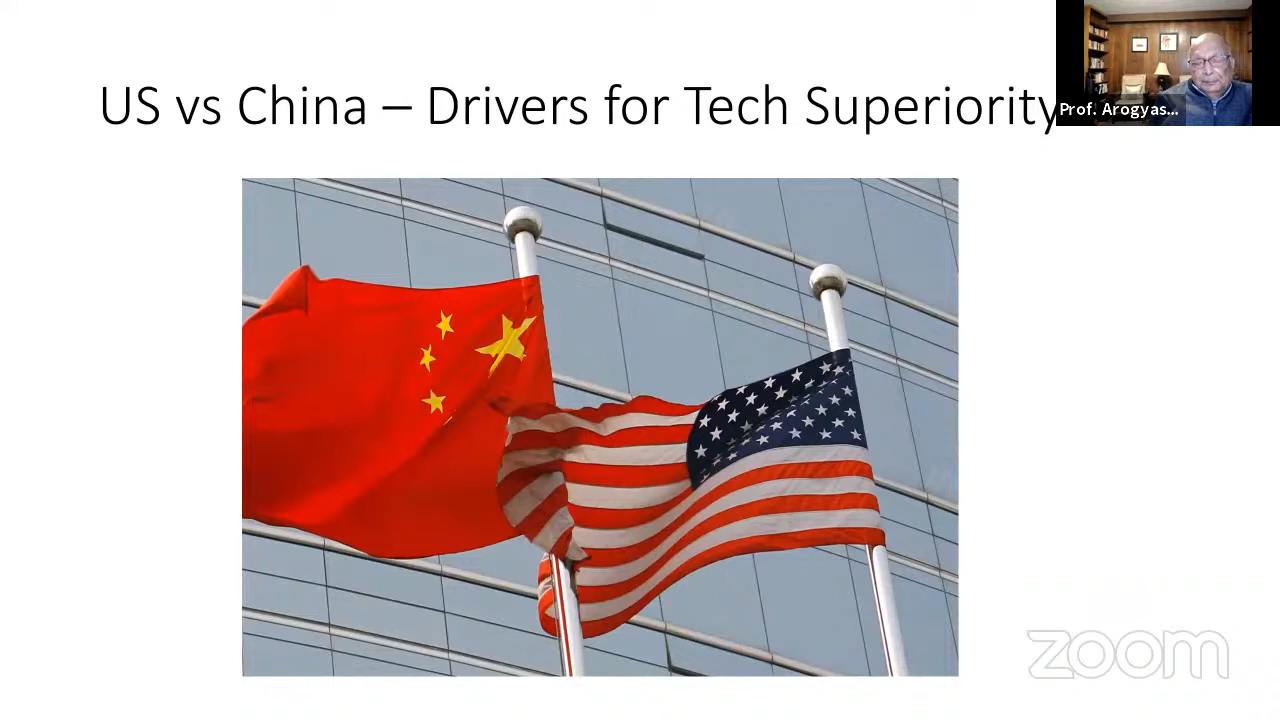 US vs China – Drivers for Tech Superiority
Prof. Arogyas...
zoom